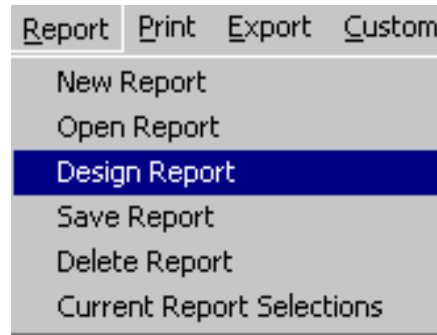 Report Print Export Custom
New Report
Open Report
Design Report
Save Report
Delete Report
Current Report Selections